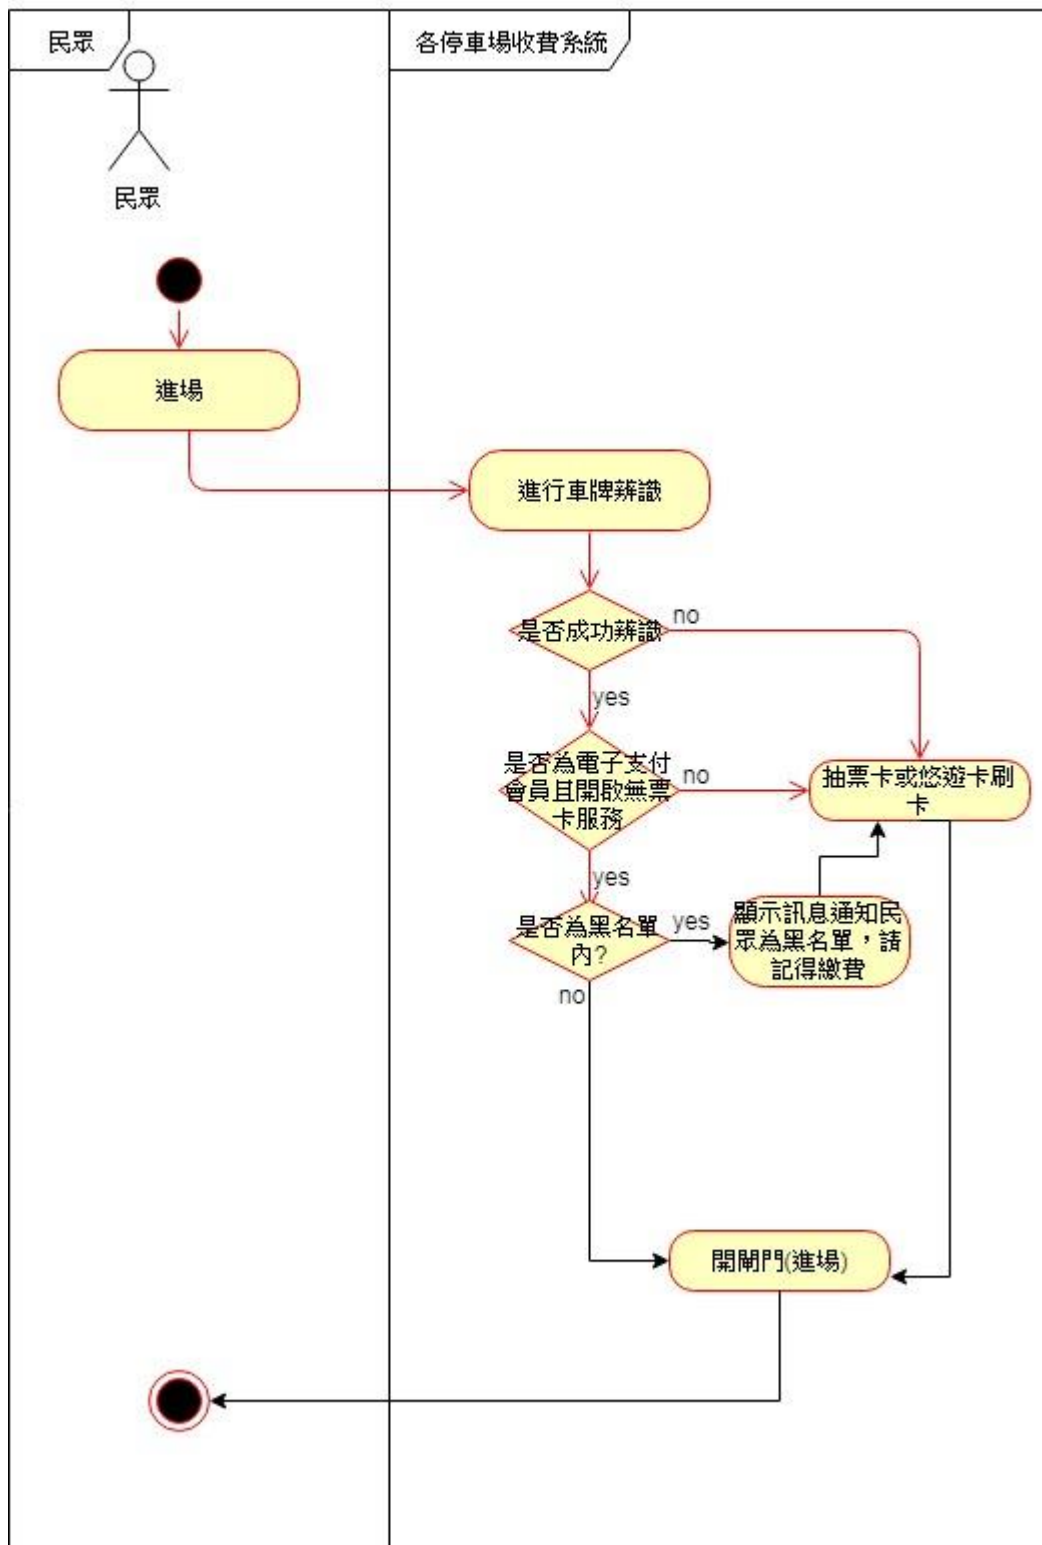 民眾
各停車場收費系統
民眾
進場
進行車牌辨識
是否成功辨識
no
yes
是否為電子支付
會員且開啟無票
卡服務
no
抽票卡或悠遊卡刷
卡
yes
是否為黑名單
內?
yes
顯示訊息通知民
眾為黑名單，請
記得繳費
no
開閘門(進場)